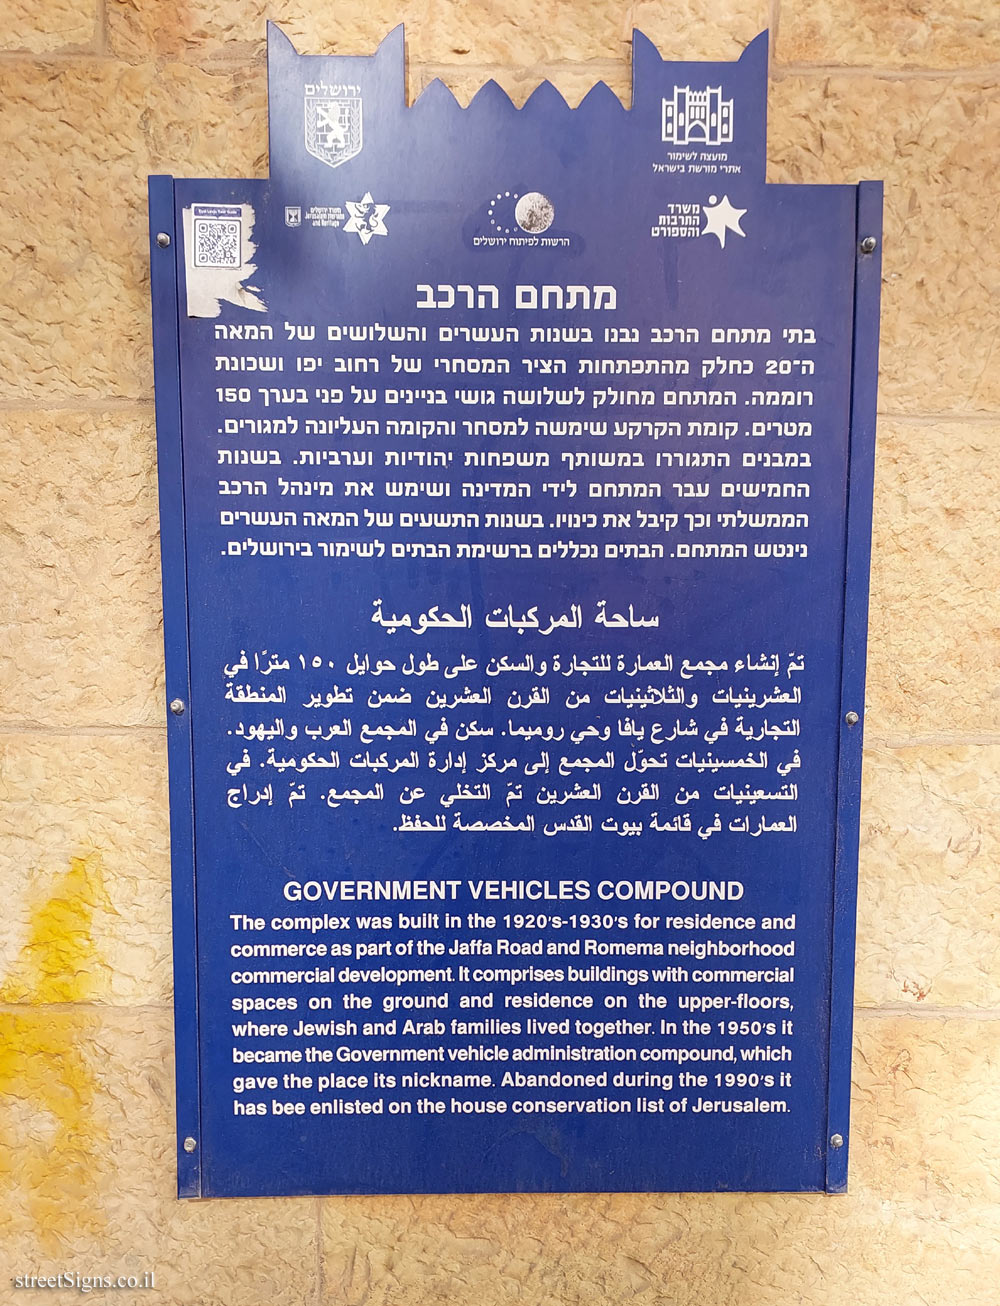 ירושלים
מועצה לשימור
אתרי מורשת בישראל
משרד ירושלים
ומורשת
Jerusalem
and Heritage
הרשות לפיתוח ירושלים
משרד
התרבות
והספורט
מתחם הרכב
בתי מתחם הרכב נבנו בשנות העשרים והשלושים של המאה
ה־20 כחלק מהתפתחות הציר המסחרי של רחוב יפו ושכונת
רוממה. המתחם מחולק לשלושה גושי בניינים על פני בערך 150
מטרים. קומת הקרקע שימשה למסחר והקומה העליונה למגורים.
במבנים התגוררו במשותף משפחות יהודיות וערביות. בשנות
החמישים עבר המתחם לידי המדינה ושימש את מינהל הרכב
הממשלתי וכך קיבל את כינויו. בשנות התשעים של המאה העשרים
נינטש המתחם. הבתים נכללים ברשימת הבתים לשימור בירושלים.
ساحة المركبات الحكومية
تمّ إنشاء مجمع العمارة للتجارة والسكن على طول حوايل ١٥٠ مترًا في
العشرينيات والثلاثينيات من القرن العشرين ضمن تطوير المنطقة
التجارية في شارع يافا وحي روميما. سكن في المجمع العرب واليهود.
في الخمسينيات تحوّل المجمع إلى مركز إدارة المركبات الحكومية. في
التسعينيات من القرن العشرين تمّ التخلي عن المجمع. تمّ إدراج
العمارات في قائمة بيوت القدس المخصصة للحفظ.
GOVERNMENT VEHICLES COMPOUND
The complex was built in the 1920's-1930's for residence and
commerce as part of the Jaffa Road and Romema neighborhood
commercial development. It comprises buildings with commercial
spaces on the ground and residence on the upper-floors,
where Jewish and Arab families lived together. In the 1950's it
became the Government vehicle administration compound, which
gave the place its nickname. Abandoned during the 1990's it
has bee enlisted on the house conservation list of Jerusalem.
streetSigns.co.il